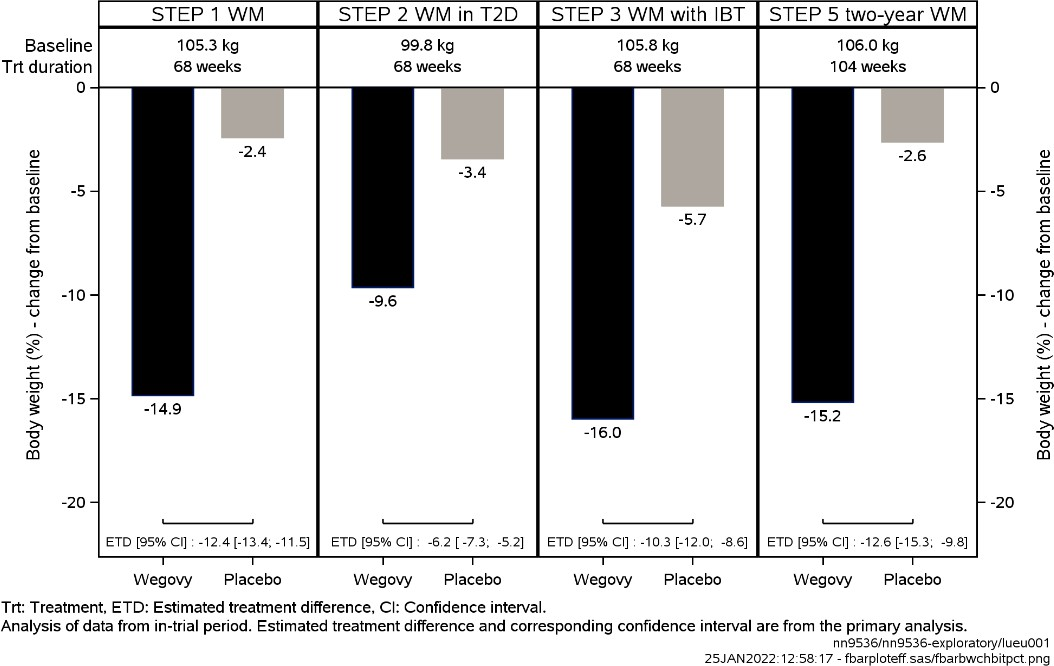 STEP 1 WM STEP 2 WM in T2D STEP 3 WM with IBT STEP 5 two-year WM
Baseline 105.3 kg 99.8 kg 105.8 kg 106.0 kg
Trt duration 68 weeks 68 weeks 68 weeks 104 weeks
0 0
-2.4 -3.4 -5.7 -2.6
-5 -5
-9.6
-10 -10
-14.9 -16.0 -15.2
-15 -15
-20 -20
Body weight (%) - change from baseline
Body weight (%) - change from baseline
ETD [95% CI] : -12.4 [-13.4; -11.5] ETD [95% CI] : -6.2 [ -7.3; -5.2] ETD [95% CI] : -10.3 [-12.0; -8.6] ETD [95% CI] : -12.6 [-15.3; -9.8]
Wegovy Placebo Wegovy Placebo Wegovy Placebo Wegovy Placebo
Trt: Treatment, ETD: Estimated treatment difference, CI: Confidence interval.
Analysis of data from in-trial period. Estimated treatment difference and corresponding confidence interval are from the primary analysis.
nn9536/nn9536-exploratory/lueu001
25JAN2022:12:58:17 - fbarploteff.sas/fbarbwchbitpct.png